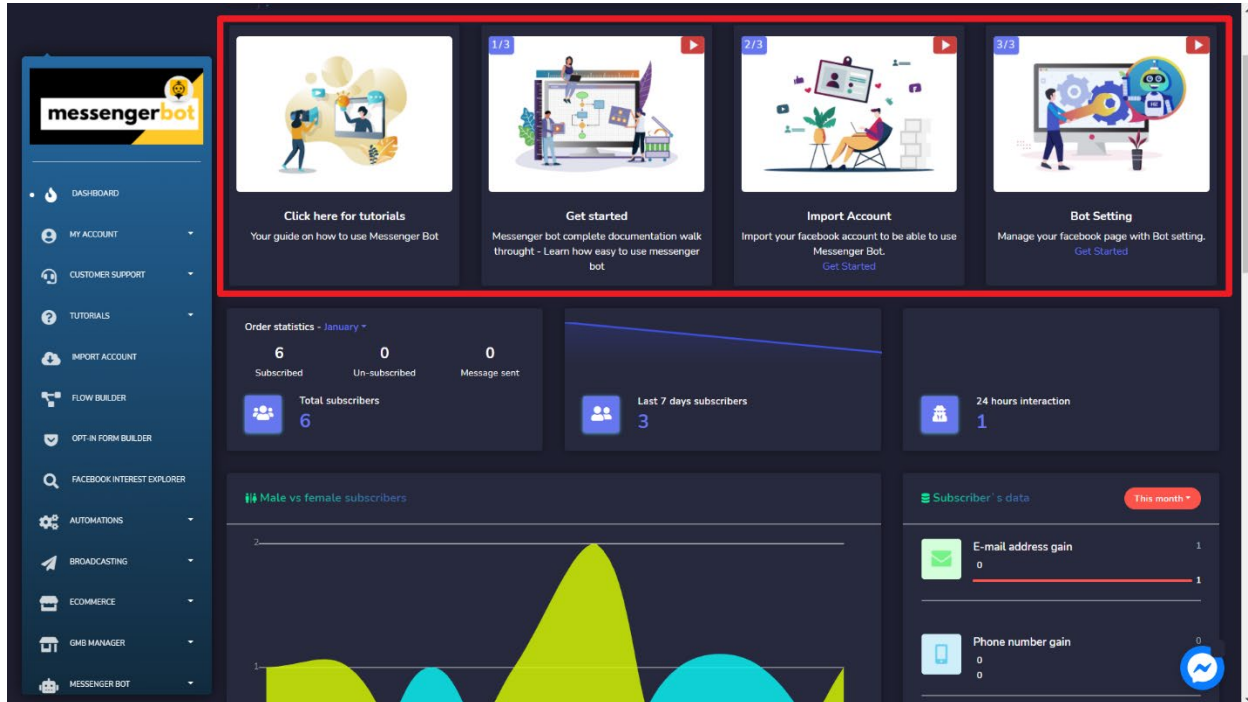 messengerbot
DASHBOARD
MY ACCOUNT
CUSTOMER SUPPORT
TUTORIALS
IMPORT ACCOUNT
FLOW BUILDER
OPT-IN FORM BUILDER
FACEBOOK INTEREST EXPLORER
AUTOMATIONS
BROADCASTING
ECOMMERCE
GMB MANAGER
MESSENGER BOT
Click here for tutorials
Your guide on how to use Messenger Bot
1/3
Get started
Messenger bot complete documentation walk
throught - Learn how easy to use messenger
bot
2/3
Import Account
Import your facebook account to be able to use
Messenger Bot.
Get Started
3/3
HI!
Bot Setting
Manage your facebook page with Bot setting.
Get Started
Order statistics - January
6 0 0
Subscribed Un-subscribed Message sent
Total subscribers
6
Last 7 days subscribers
3
24 hours interaction
1
Male vs female subscribers
2
1
Subscriber`s data
This month
E-mail address gain 1
0
1
Phone number gain 0
0
0